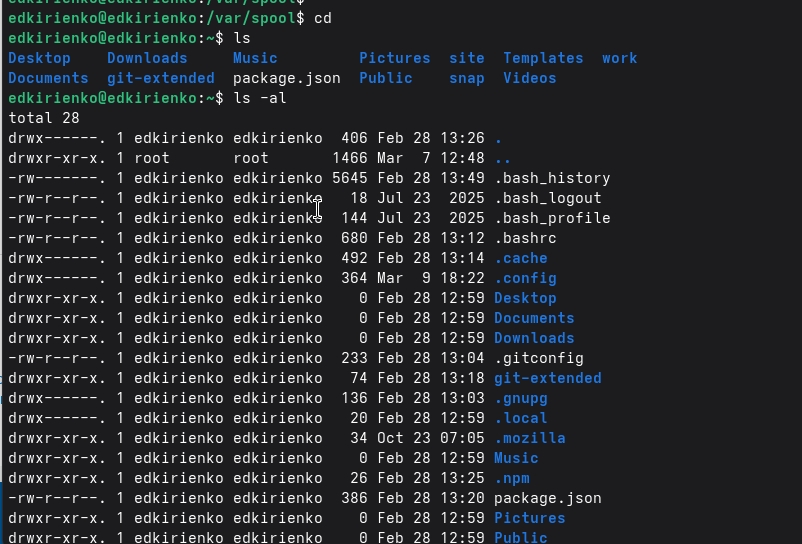 edkirienko@edkirienko:/var/spool$
edkirienko@edkirienko:/var/spool$ cd
edkirienko@edkirienko:~$ ls
Desktop    Downloads     Music         Pictures  site  Templates  work
Documents  git-extended  package.json  Public    snap  Videos
edkirienko@edkirienko:~$ ls -al
total 28
drwx------. 1 edkirienko edkirienko  406 Feb 28 13:26 .
drwxr-xr-x. 1 root       root       1466 Mar  7 12:48 ..
-rw-------. 1 edkirienko edkirienko 5645 Feb 28 13:49 .bash_history
-rw-r--r--. 1 edkirienko edkirienko   18 Jul 23  2025 .bash_logout
-rw-r--r--. 1 edkirienko edkirienko  144 Jul 23  2025 .bash_profile
-rw-r--r--. 1 edkirienko edkirienko  680 Feb 28 13:12 .bashrc
drwx------. 1 edkirienko edkirienko  492 Feb 28 13:14 .cache
drwx------. 1 edkirienko edkirienko  364 Mar  9 18:22 .config
drwxr-xr-x. 1 edkirienko edkirienko    0 Feb 28 12:59 Desktop
drwxr-xr-x. 1 edkirienko edkirienko    0 Feb 28 12:59 Documents
drwxr-xr-x. 1 edkirienko edkirienko    0 Feb 28 12:59 Downloads
-rw-r--r--. 1 edkirienko edkirienko  233 Feb 28 13:04 .gitconfig
drwxr-xr-x. 1 edkirienko edkirienko   74 Feb 28 13:18 git-extended
drwx------. 1 edkirienko edkirienko  136 Feb 28 13:03 .gnupg
drwx------. 1 edkirienko edkirienko   20 Feb 28 12:59 .local
drwxr-xr-x. 1 edkirienko edkirienko   34 Oct 23 07:05 .mozilla
drwxr-xr-x. 1 edkirienko edkirienko    0 Feb 28 12:59 Music
drwxr-xr-x. 1 edkirienko edkirienko   26 Feb 28 13:25 .npm
-rw-r--r--. 1 edkirienko edkirienko  386 Feb 28 13:20 package.json
drwxr-xr-x. 1 edkirienko edkirienko    0 Feb 28 12:59 Pictures
drwxr-xr-x. 1 edkirienko edkirienko    0 Feb 28 12:59 Public